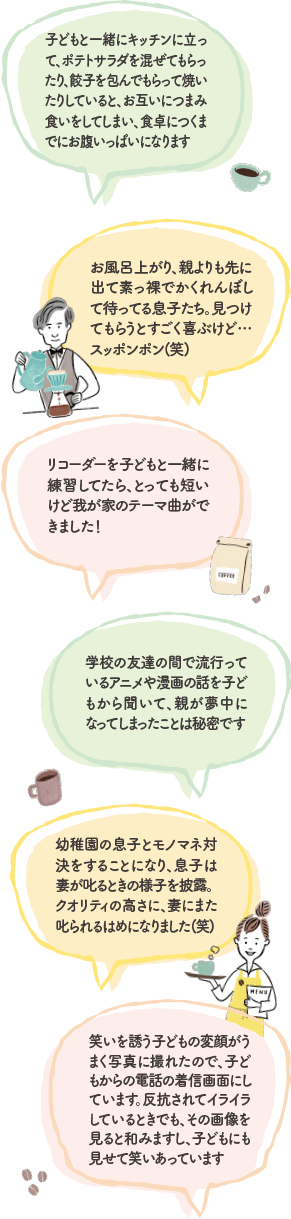 子どもと一緒にキッチンに立っ
て、ポテトサラダを混ぜてもらっ
たり、餃子を包んでもらって焼い
たりしていると、お互いにつまみ
食いをしてしまい、食卓につくま
でにお腹いっぱいになります
お風呂上がり、親よりも先に
出て素っ裸でかくれんぼし
て待ってる息子たち。見つけ
てもらうとすごく喜ぶけど…
スッポンポン(笑)
リコーダーを子どもと一緒に
練習してたら、とっても短い
けど我が家のテーマ曲がで
きました！
COFFEE
学校の友達の間で流行って
いるアニメや漫画の話を子ど
もから聞いて、親が夢中に
なってしまったことは秘密です
幼稚園の息子とモノマネ対
決をすることになり、息子は
妻が叱るときの様子を披露。
クオリティの高さに、妻にまた
叱られるはめになりました(笑)
MENU
笑いを誘う子どもの変顔がう
まく写真に撮れたので、子ど
もからの電話の着信画面にし
ています。反抗されてイライラ
しているときでも、その画像を
見ると和みますし、子どもにも
見せて笑いあっています